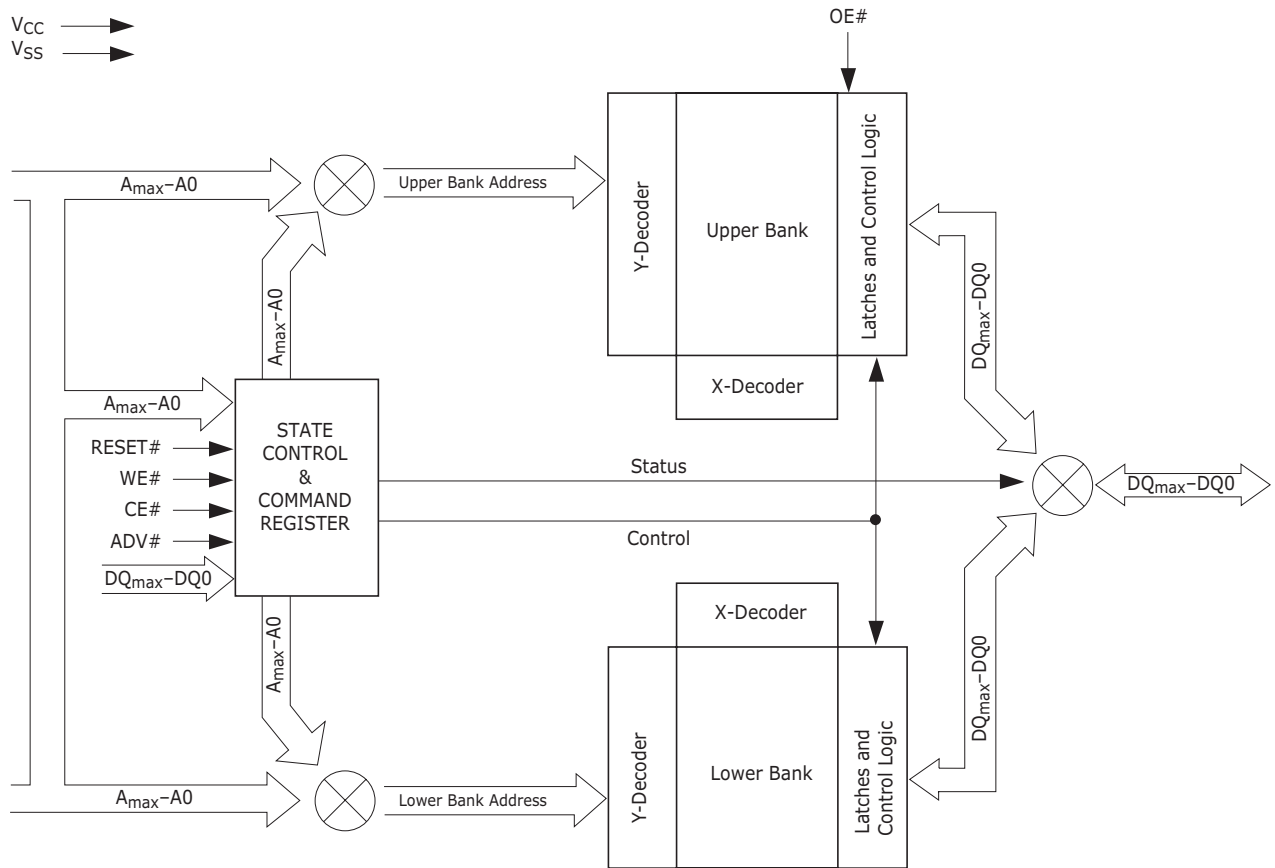 VCC
VSS
OE#
Amax–A0
Upper Bank Address
Y-Decoder
Upper Bank
Latches and Control Logic
X-Decoder
Amax–A0
DQmax–DQ0
Amax–A0
RESET#
WE#
CE#
ADV#
DQmax–DQ0
STATE
CONTROL
&
COMMAND
REGISTER
Status
Control
DQmax–DQ0
Amax–A0
X-Decoder
DQmax–DQ0
Amax–A0
Lower Bank Address
Y-Decoder
Lower Bank
Latches and
Control Logic